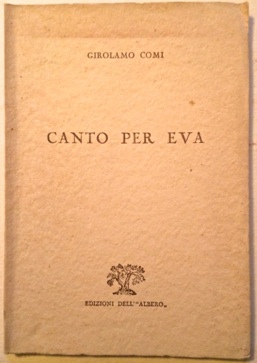 GIROLAMO COMI
CANTO PER EVA
EDIZIONI DELL'"ALBERO„